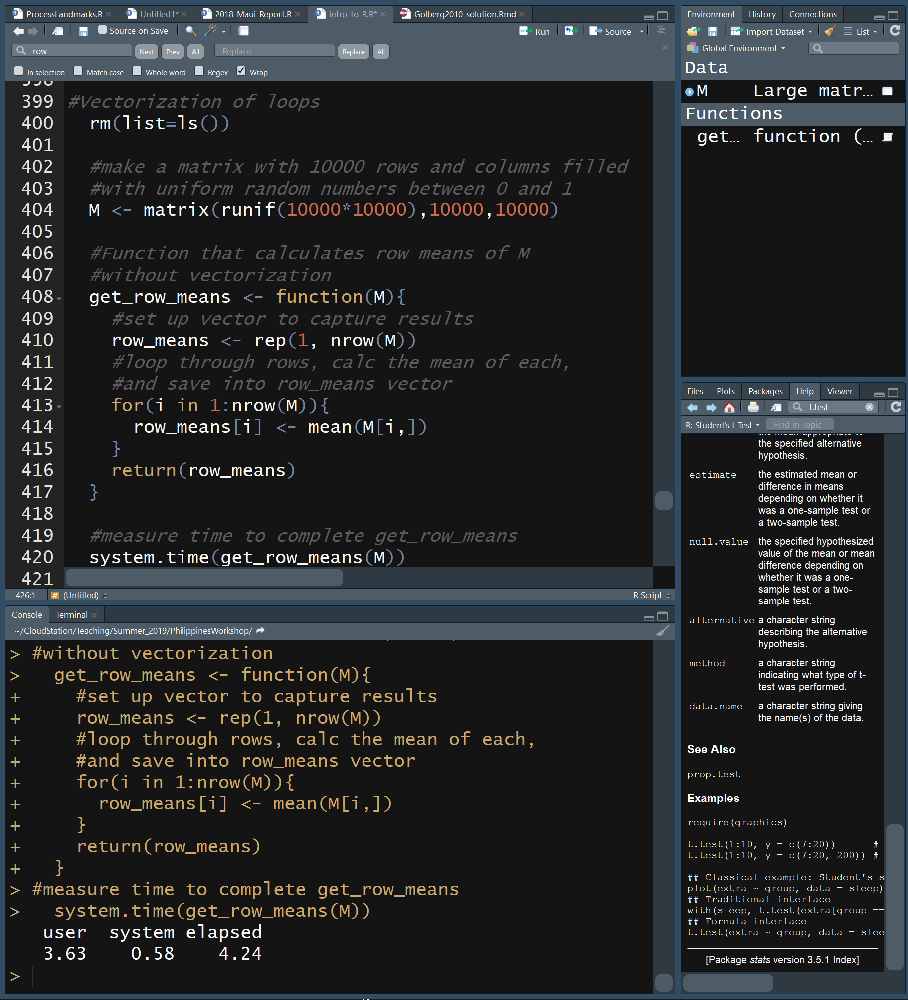 ProcessLandmarks.R Untitled1* 2018_Maui_Report.R intro_to_R.R* Golberg2010_solution.Rmd
Source on Save Run Source
row Next Prev All Replace Replace All
In selection Match case Whole word Regex Wrap
398
399 #Vectorization of loops
400 rm(list=ls())
401
402 #make a matrix with 10000 rows and columns filled
403 #with uniform random numbers between 0 and 1
404 M <- matrix(runif(10000*10000),10000,10000)
405
406 #Function that calculates row means of M
407 #without vectorization
408 get_row_means <- function(M){
409 #set up vector to capture results
410 row_means <- rep(1, nrow(M))
411 #loop through rows, calc the mean of each,
412 #and save into row_means vector
413 for(i in 1:nrow(M)){
414 row_means[i] <- mean(M[i,])
415 }
416 return(row_means)
417 }
418
419 #measure time to complete get_row_means
420 system.time(get_row_means(M))
421
426:1 # (Untitled) R Script
Console Terminal
~/CloudStation/Teaching/Summer_2019/PhilippinesWorkshop/
> #without vectorization
> get_row_means <- function(M){
+ #set up vector to capture results
+ row_means <- rep(1, nrow(M))
+ #loop through rows, calc the mean of each,
+ #and save into row_means vector
+ for(i in 1:nrow(M)){
+ row_means[i] <- mean(M[i,])
+ }
+ return(row_means)
+ }
> #measure time to complete get_row_means
> system.time(get_row_means(M))
user system elapsed
3.63 0.58 4.24
>
Environment History Connections
Import Dataset List
Global Environment
Data
M Large matr...
Functions
get... function (...
Files Plots Packages Help Viewer
t.test
R: Student's t-Test Find in Topic
the mean appropriate to
the specified alternative
hypothesis.
estimate the estimated mean or
difference in means
depending on whether it
was a one-sample test or
a two-sample test.
null.value the specified hypothesized
value of the mean or mean
difference depending on
whether it was a one-
sample test or a two-
sample test.
alternative a character string
describing the alternative
hypothesis.
method a character string
indicating what type of t-
test was performed.
data.name a character string giving
the name(s) of the data.
See Also
prop.test
Examples
require(graphics)
t.test(1:10, y = c(7:20)) #
t.test(1:10, y = c(7:20, 200)) #
## Classical example: Student's s
plot(extra ~ group, data = sleep)
## Traditional interface
with(sleep, t.test(extra[group ==
## Formula interface
t.test(extra ~ group, data = slee
[Package stats version 3.5.1 Index]